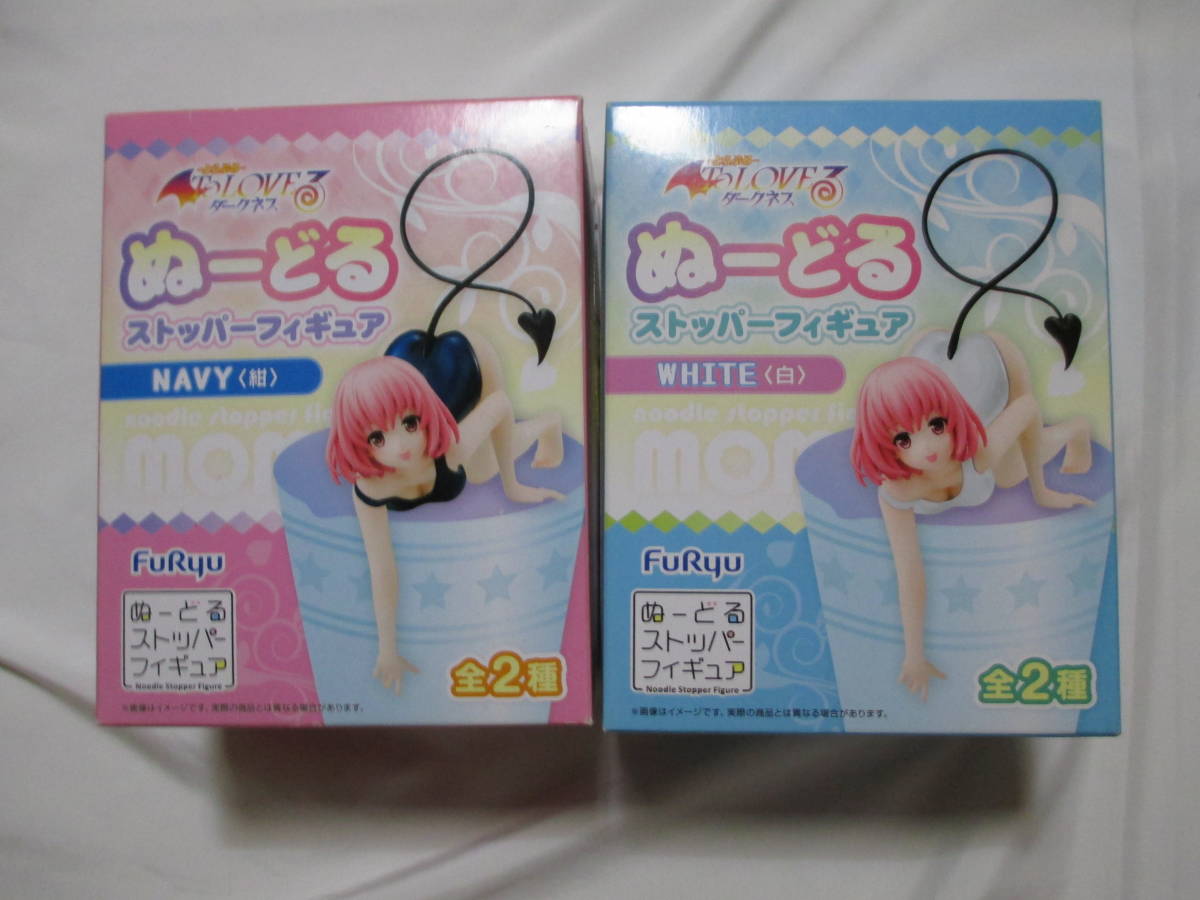 －とらぶる－
To LOVEる
ダークネス
ぬーどる
ストッパーフィギュア
NAVY〈紺〉
noodle stopper fig
MOM
FuRyu
ぬーどる
ストッパー
フィギュア
Noodle Stopper Figure
全2種
※画像はイメージです。実際の商品とは異なる場合があります。
－とらぶる－
To LOVEる
ダークネス
ぬーどる
ストッパーフィギュア
WHITE〈白〉
noodle stopper fig
MOM
FuRyu
ぬーどる
ストッパー
フィギュア
Noodle Stopper Figure
全2種
※画像はイメージです。実際の商品とは異なる場合があります。